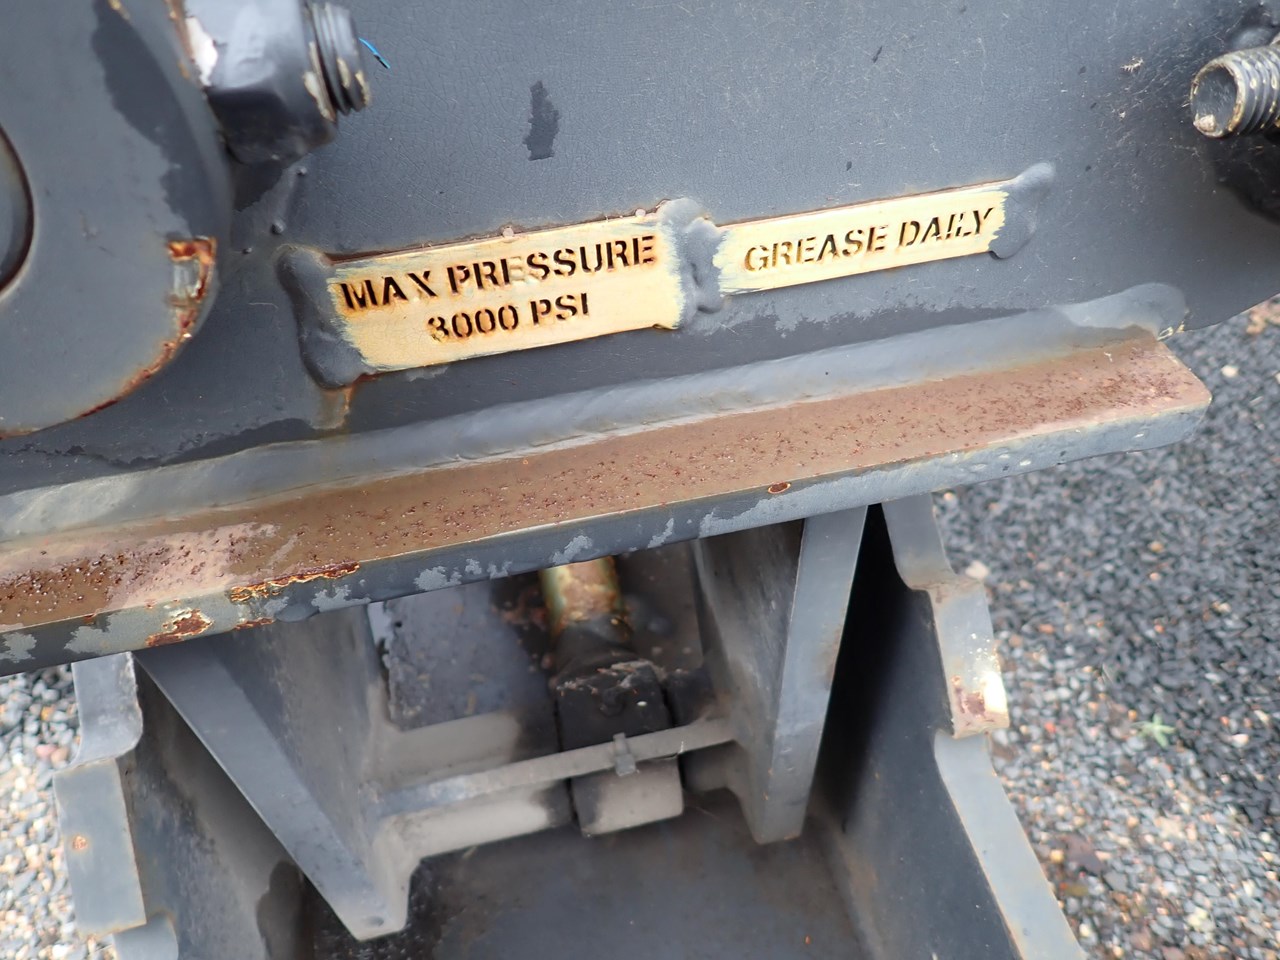 MAX PRESSURE
3000 PSI
GREASE DAILY